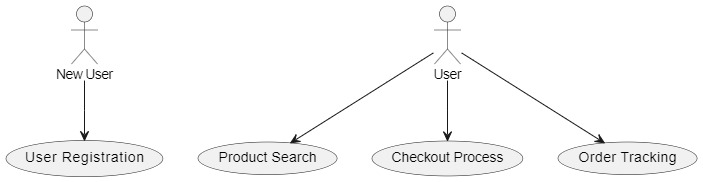 New User
User
User Registration
Product Search
Checkout Process
Order Tracking